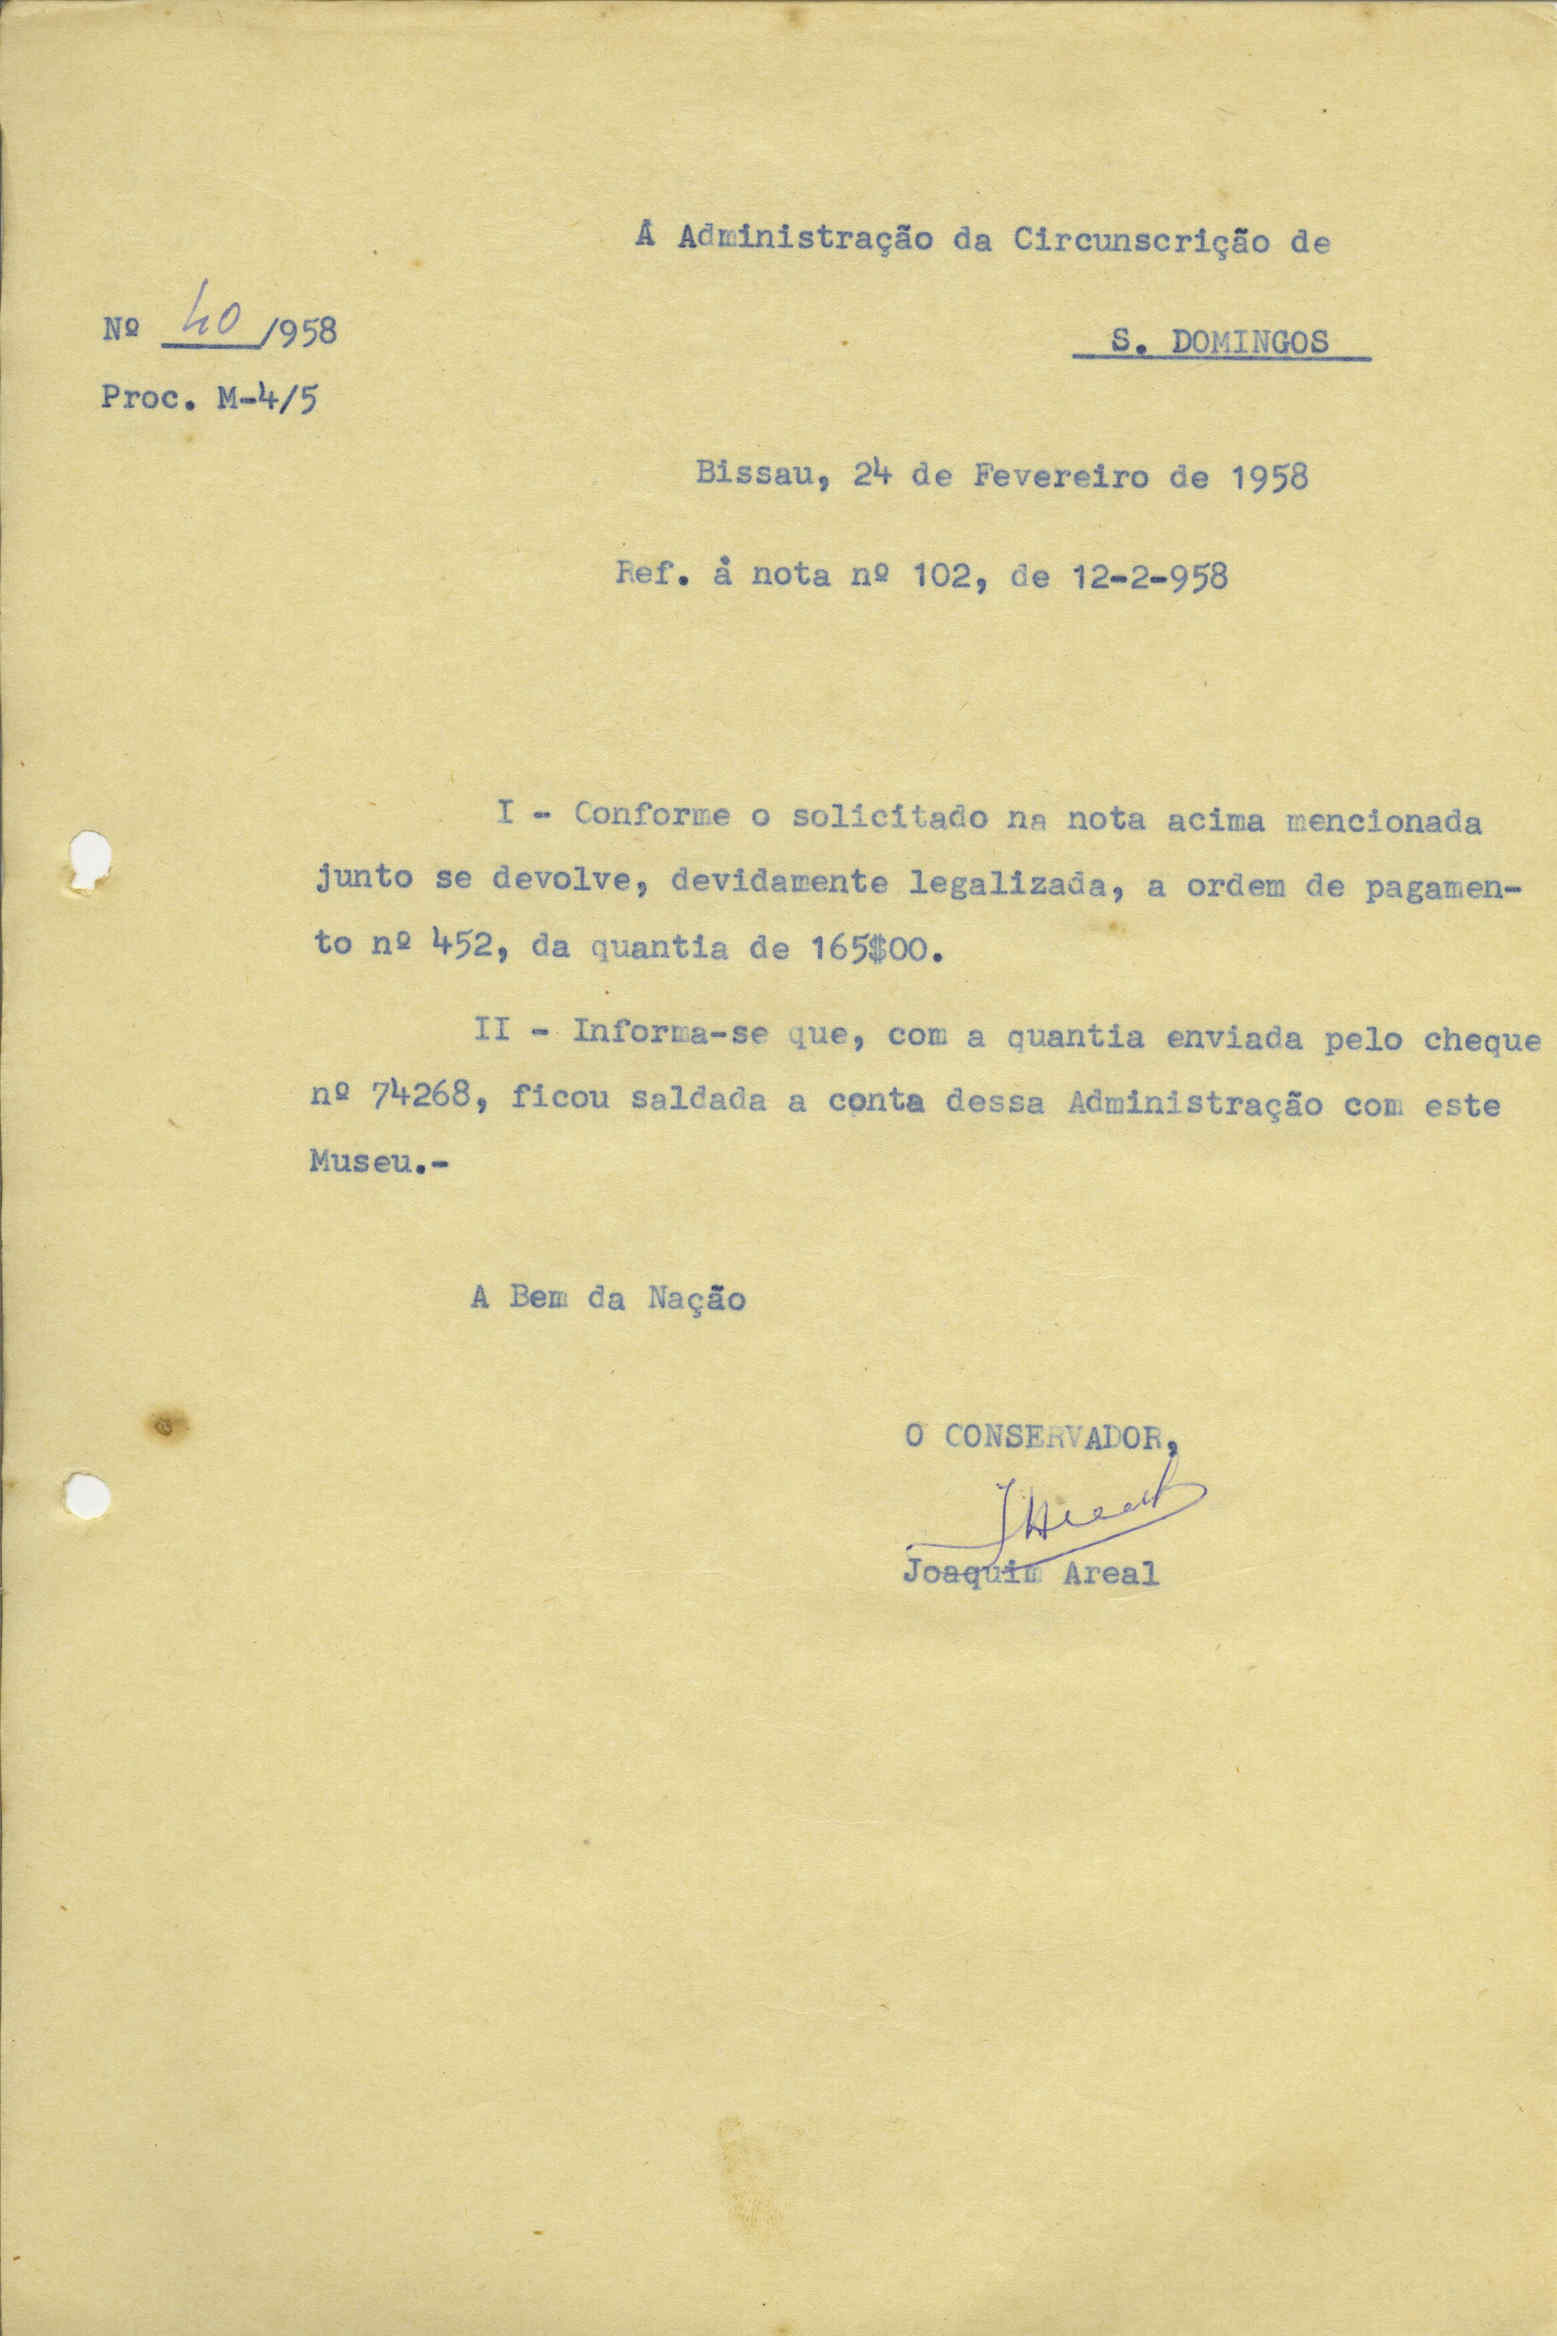 À Administração da Circunscrição de
Nº 40/958
S. DOMINGOS
Proc. M-4/5
Bissau, 24 de Fevereiro de 1958
Ref. à nota nº 102, de 12-2-958
I - Conforme o solicitado na nota acima mencionada
junto se devolve, devidamente legalizada, a ordem de pagamen-
to nº 452, da quantia de 165$00.
II - Informa-se que, com a quantia enviada pelo cheque
nº 74268, ficou saldada a conta dessa Administração com este
Museu.-
A Bem da Nação
O CONSERVADOR,
JAreal
Joaquim Areal